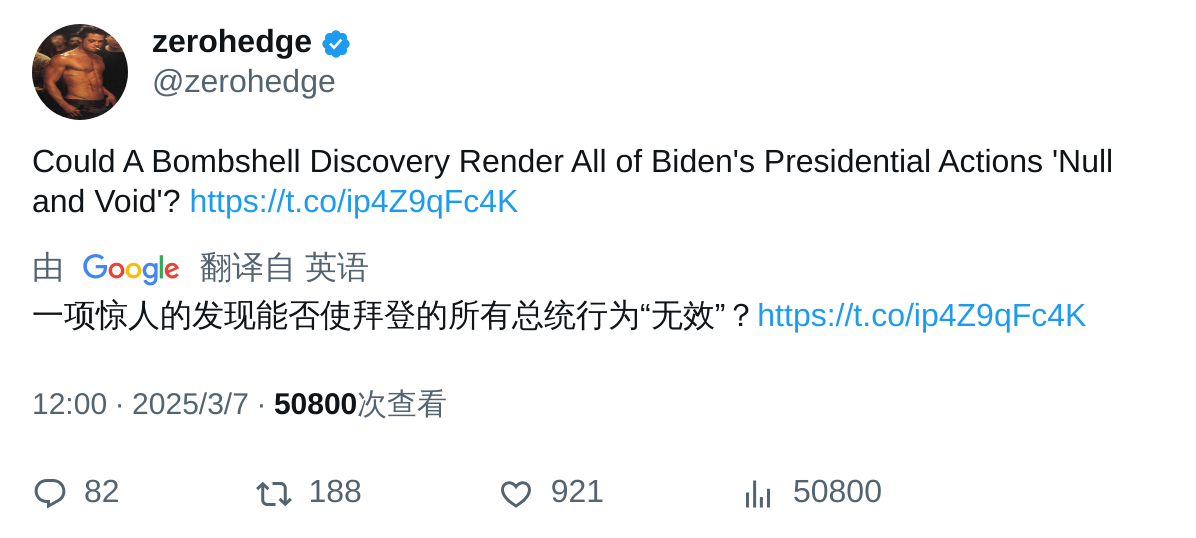 zerohedge
@zerohedge
Could A Bombshell Discovery Render All of Biden's Presidential Actions 'Null
and Void'? https://t.co/ip4Z9qFc4K
由 Google 翻译自 英语
一项惊人的发现能否使拜登的所有总统行为“无效”？https://t.co/ip4Z9qFc4K
12:00 · 2025/3/7 · 50800次查看
82 188 921 50800